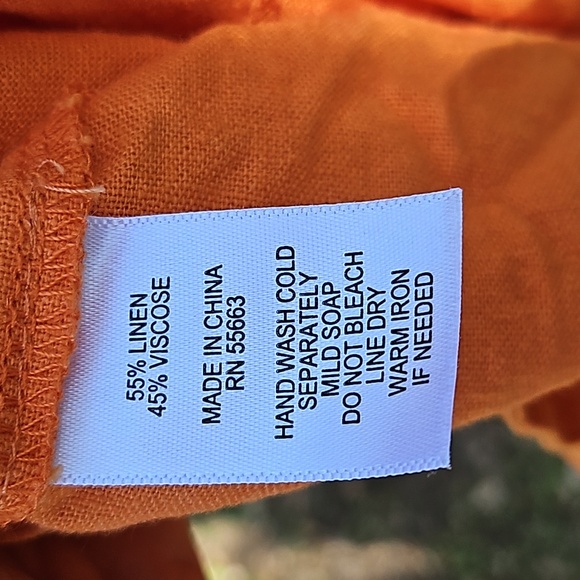 55% LINEN
45% VISCOSE
MADE IN CHINA
RN 55663
HAND WASH COLD
SEPARATELY
MILD SOAP
DO NOT BLEACH
LINE DRY
WARM IRON
IF NEEDED